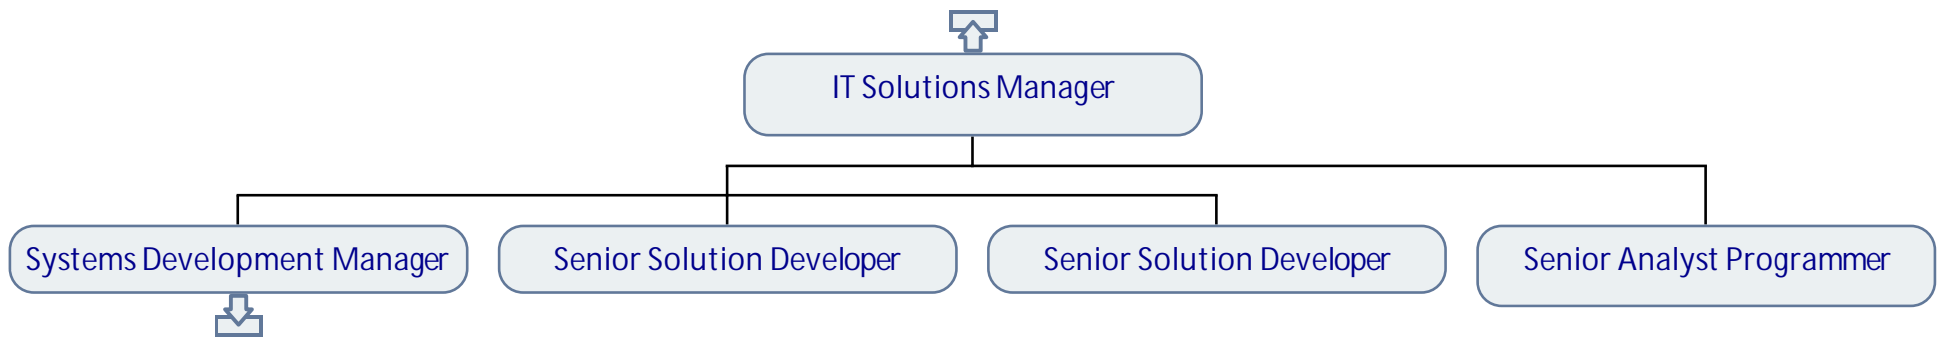 IT Solutions Manager
Systems Development Manager
Senior Solution Developer
Senior Solution Developer
Senior Analyst Programmer